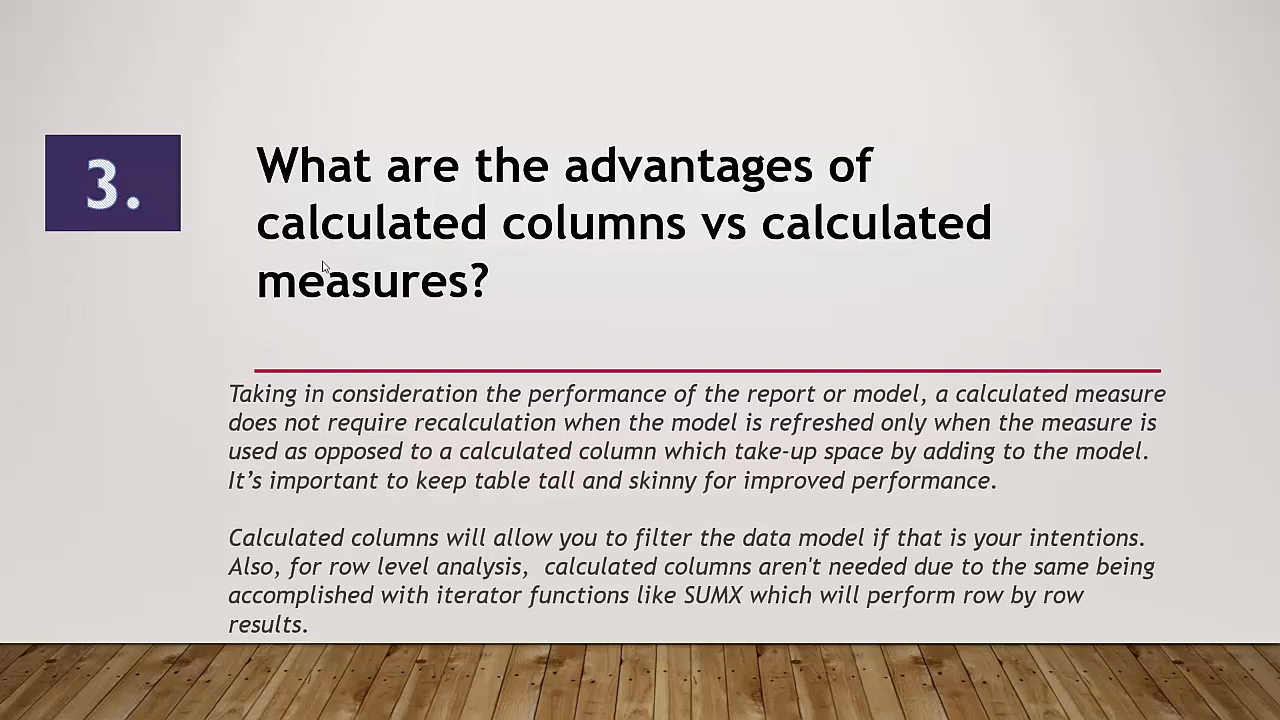 3.
What are the advantages of
calculated columns vs calculated
measures?
Taking in consideration the performance of the report or model, a calculated measure
does not require recalculation when the model is refreshed only when the measure is
used as opposed to a calculated column which take-up space by adding to the model.
It’s important to keep table tall and skinny for improved performance.
Calculated columns will allow you to filter the data model if that is your intentions.
Also, for row level analysis,  calculated columns aren't needed due to the same being
accomplished with iterator functions like SUMX which will perform row by row
results.